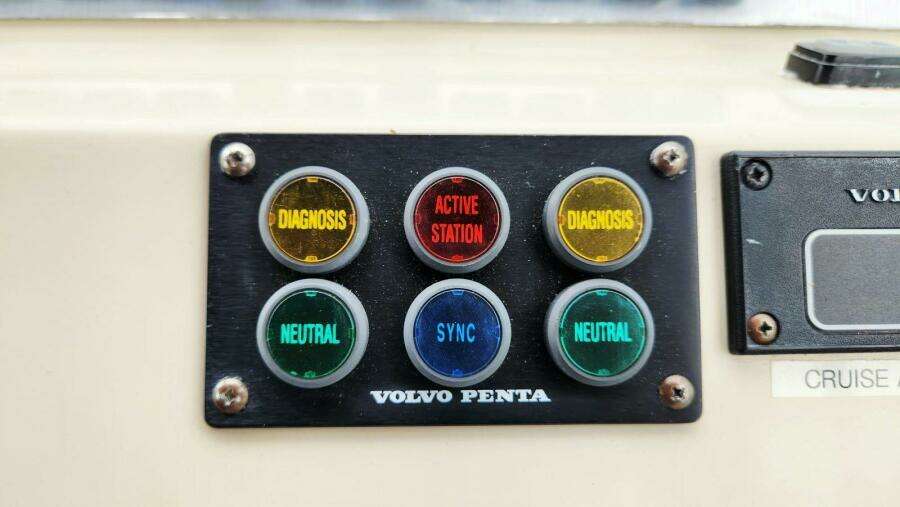 DIAGNOSIS
ACTIVE
STATION
DIAGNOSIS
NEUTRAL
SYNC
NEUTRAL
VOLVO PENTA
CRUISE